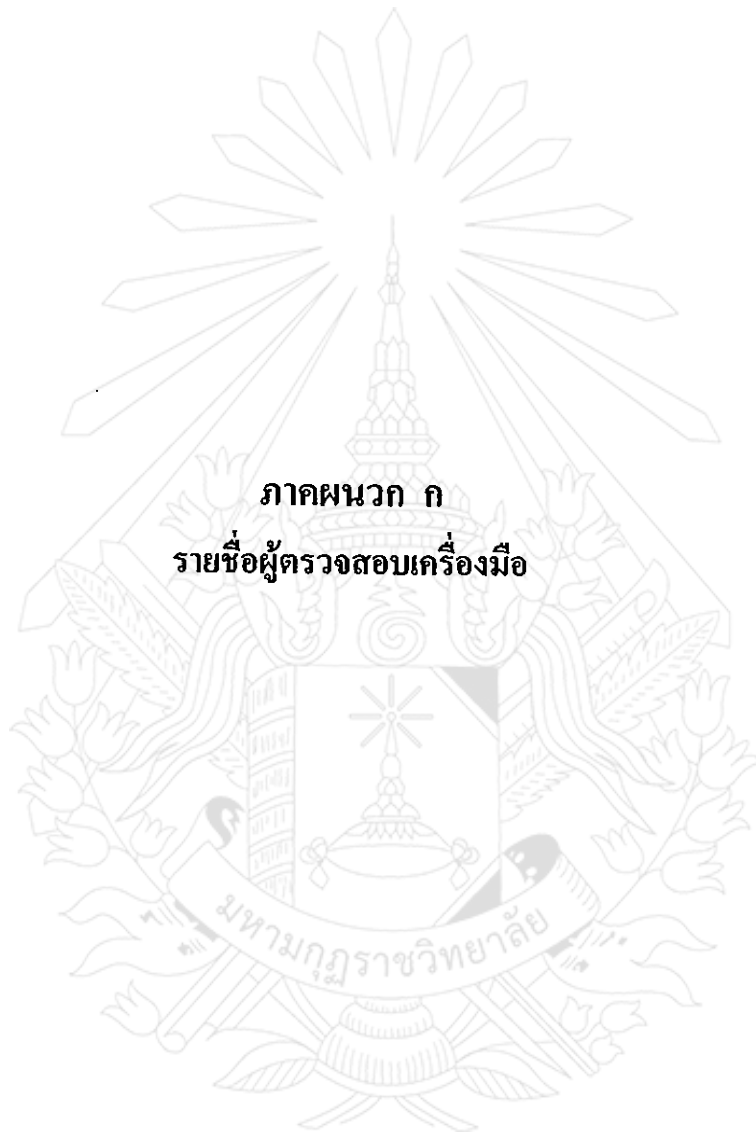 ภาคผนวก ค
รายชื่อผู้ตรวจสอบเครื่องมือ
มหามกุฏราชวิทยาลัย